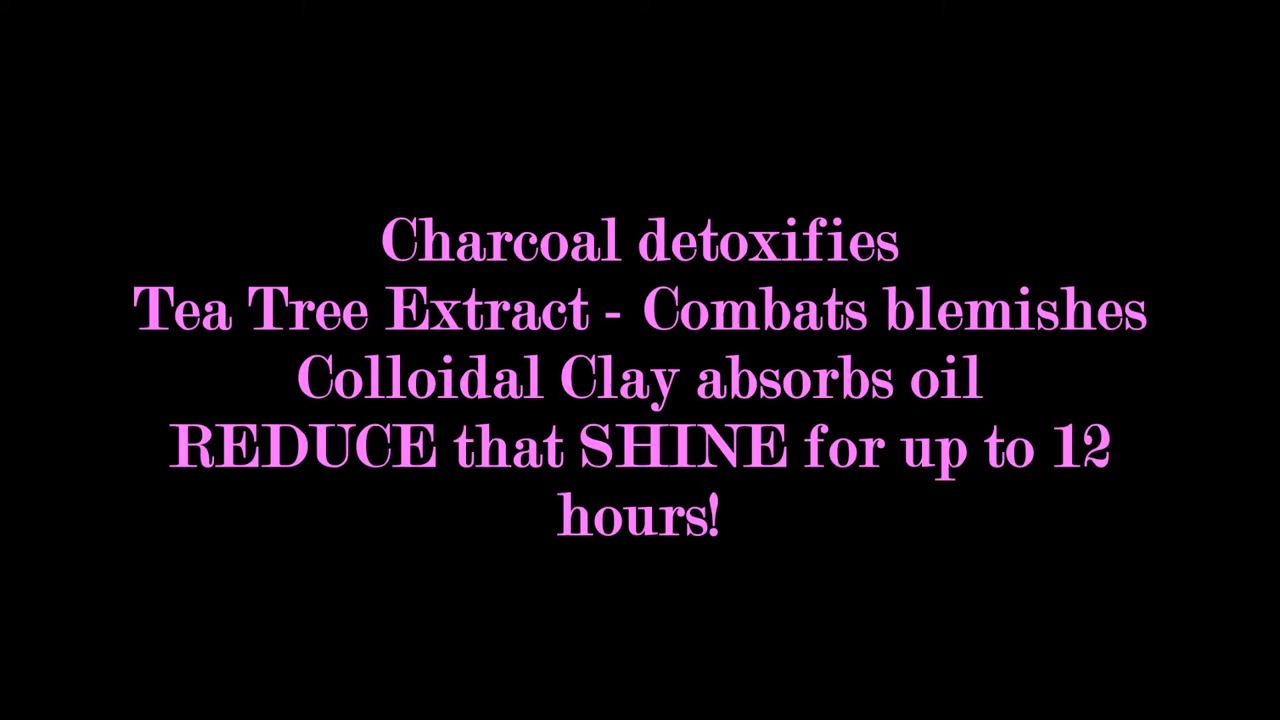 Charcoal detoxifies
Tea Tree Extract - Combats blemishes
Colloidal Clay absorbs oil
REDUCE that SHINE for up to 12
hours!